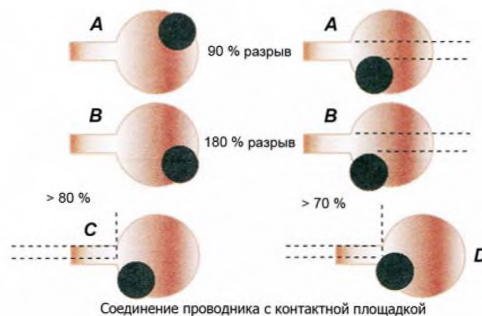 A
A
90 % разрыв
B
B
180 % разрыв
> 80 %
> 70 %
C
D
Соединение проводника с контактной площадкой